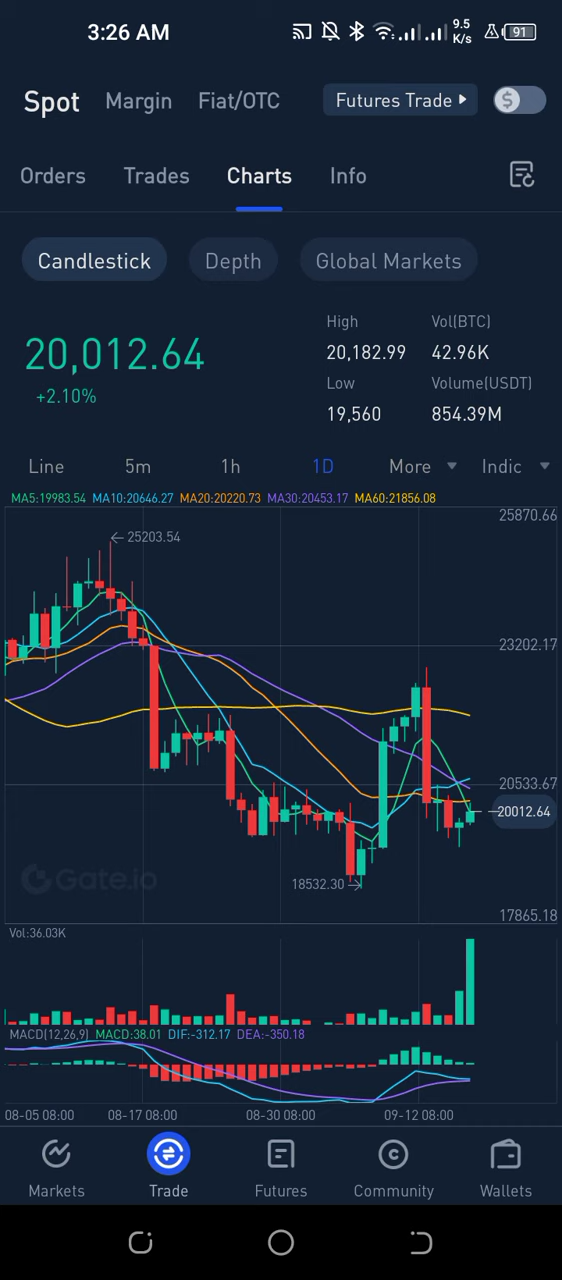 3:26 AM 9.5 K/s 91
Spot Margin Fiat/OTC Futures Trade $
Orders Trades Charts Info
Candlestick Depth Global Markets
High Vol(BTC)
20,012.64 20,182.99 42.96K
+2.10% Low Volume(USDT)
19,560 854.39M
Line 5m 1h 1D More Indic
MA5:19983.54 MA10:20646.27 MA20:20220.73 MA30:20453.17 MA60:21856.08
25870.66
25203.54
23202.17
20533.67
20012.64
Gate.io
18532.30
17865.18
Vol:36.03K
MACD(12,26,9) MACD:38.01 DIF:-312.17 DEA:-350.18
08-05 08:00 08-17 08:00 08-30 08:00 09-12 08:00
Markets Trade Futures Community Wallets